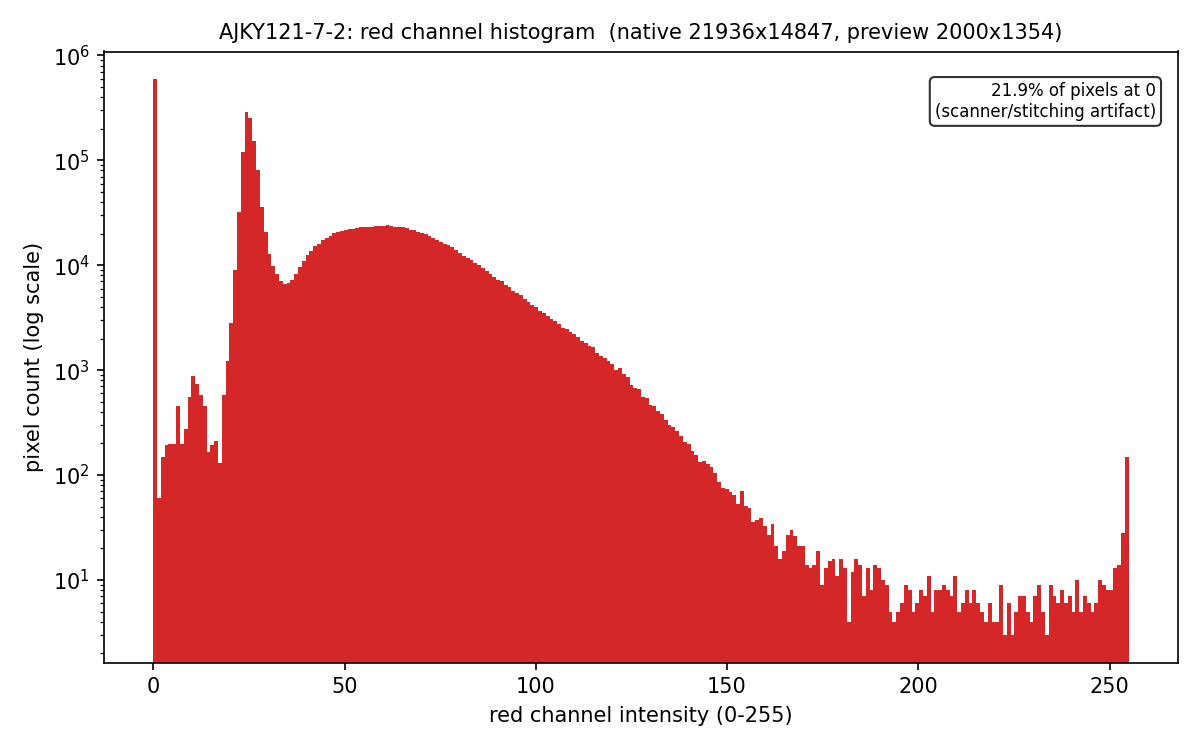 AJKY121-7-2: red channel histogram  (native 21936x14847, preview 2000x1354)
21.9% of pixels at 0
(scanner/stitching artifact)
pixel count (log scale)
10^6
10^5
10^4
10^3
10^2
10^1
0 50 100 150 200 250
red channel intensity (0-255)